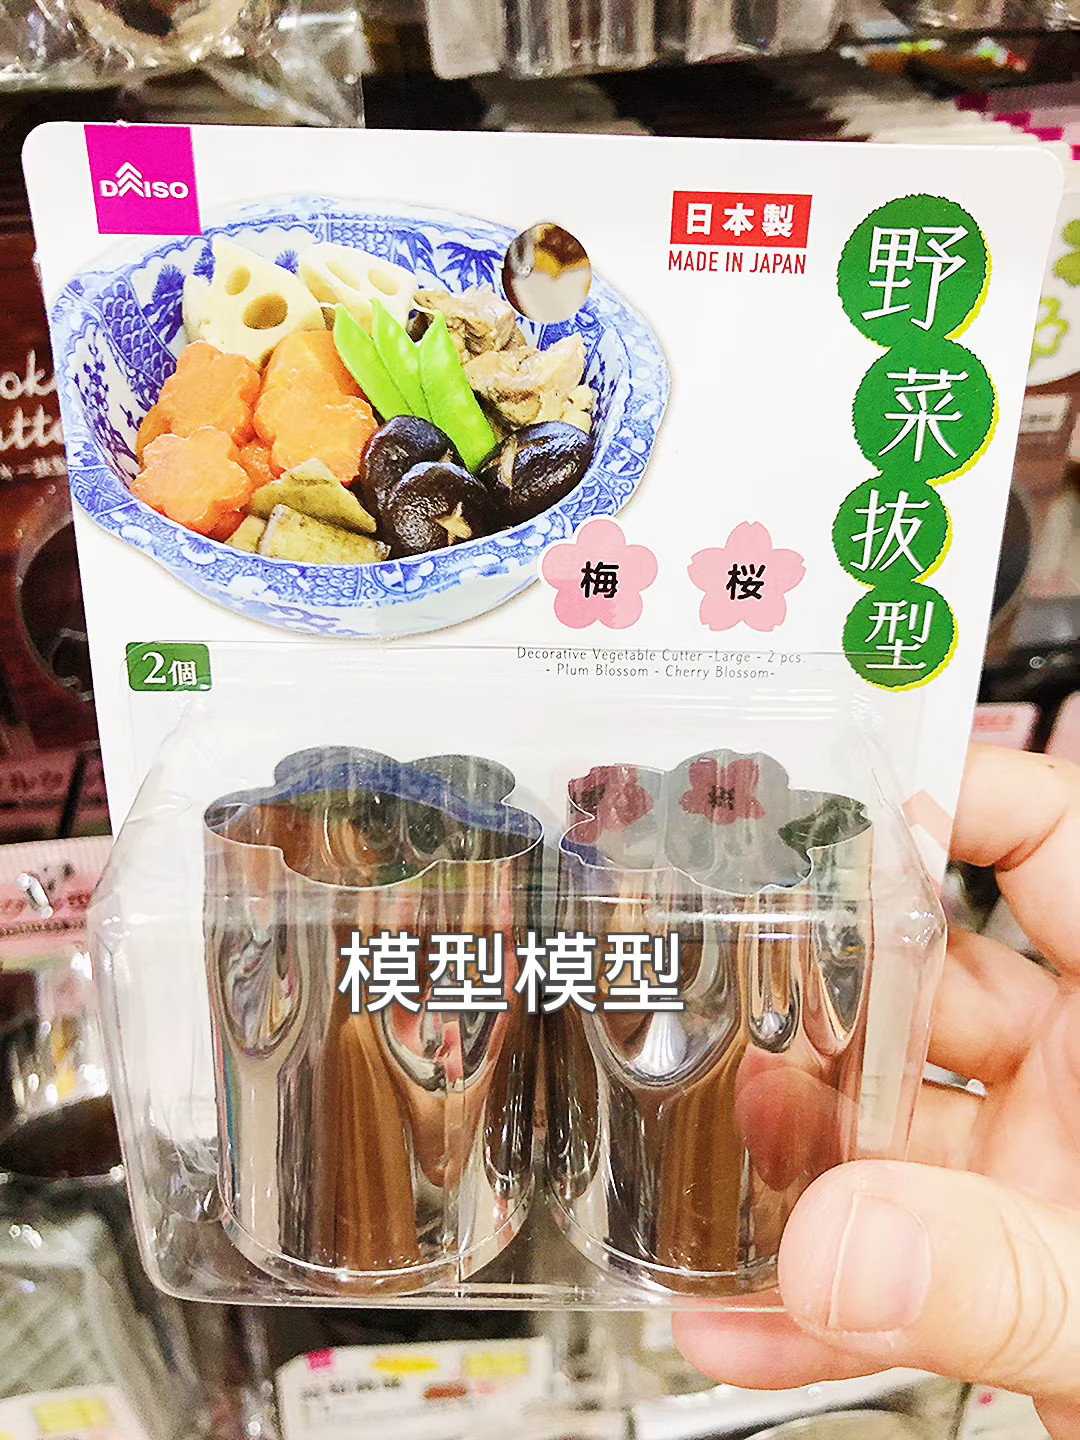 DAISO
日本製
MADE IN JAPAN
野菜抜型
梅
桜
Decorative Vegetable Cutter -Large - 2 pcs.
- Plum Blossom - Cherry Blossom-
2個
模型模型